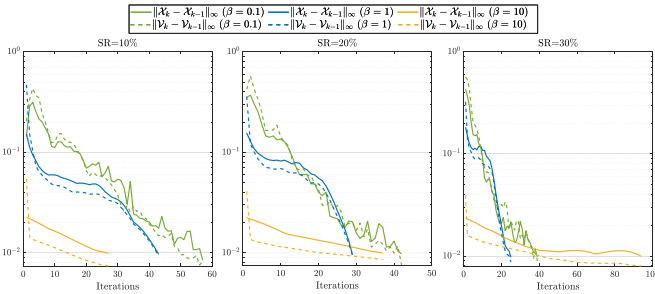 ‖𝒳ₖ − 𝒳ₖ₋₁‖∞ (β = 0.1) ‖𝒳ₖ − 𝒳ₖ₋₁‖∞ (β = 1) ‖𝒳ₖ − 𝒳ₖ₋₁‖∞ (β = 10)
‖𝒱ₖ − 𝒱ₖ₋₁‖∞ (β = 0.1) ‖𝒱ₖ − 𝒱ₖ₋₁‖∞ (β = 1) ‖𝒱ₖ − 𝒱ₖ₋₁‖∞ (β = 10)
SR=10%
10⁰
10⁻¹
10⁻²
0 10 20 30 40 50 60
Iterations
SR=20%
10⁰
10⁻¹
10⁻²
0 10 20 30 40 50
Iterations
SR=30%
10⁰
10⁻¹
10⁻²
0 20 40 60 80 100
Iterations